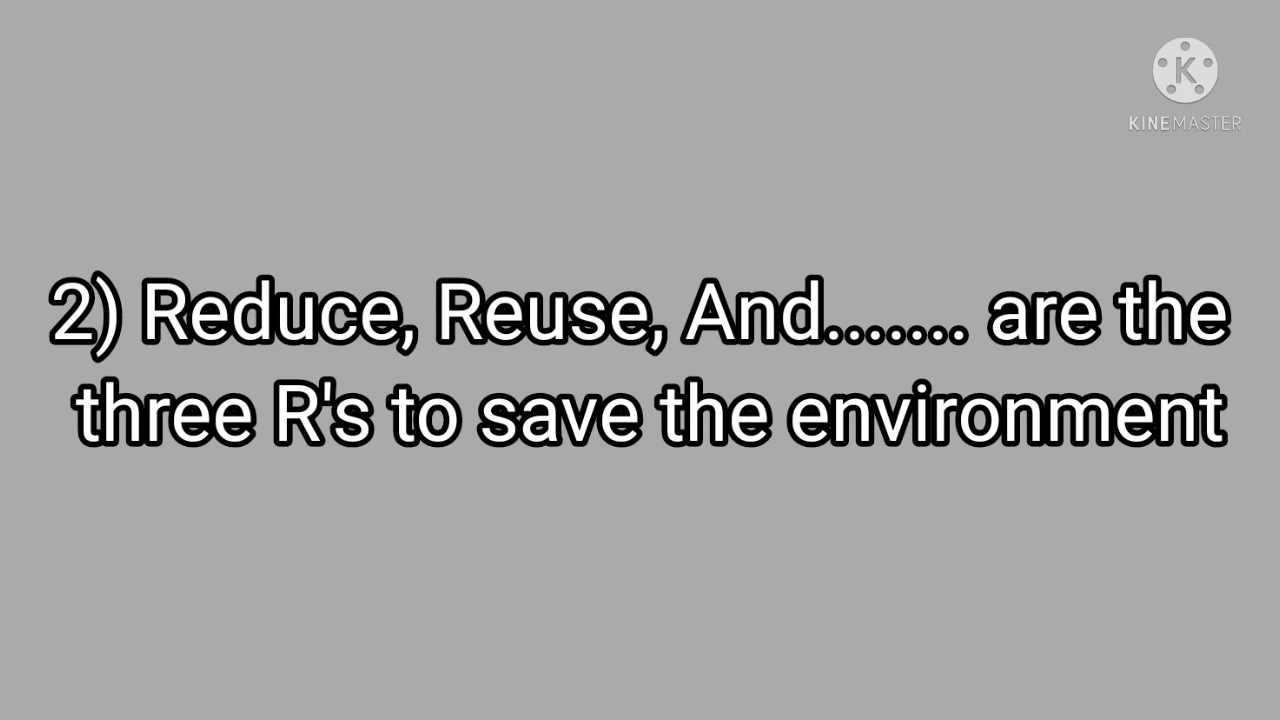 K
KINEMASTER
2) Reduce, Reuse, And....... are the
three R's to save the environment